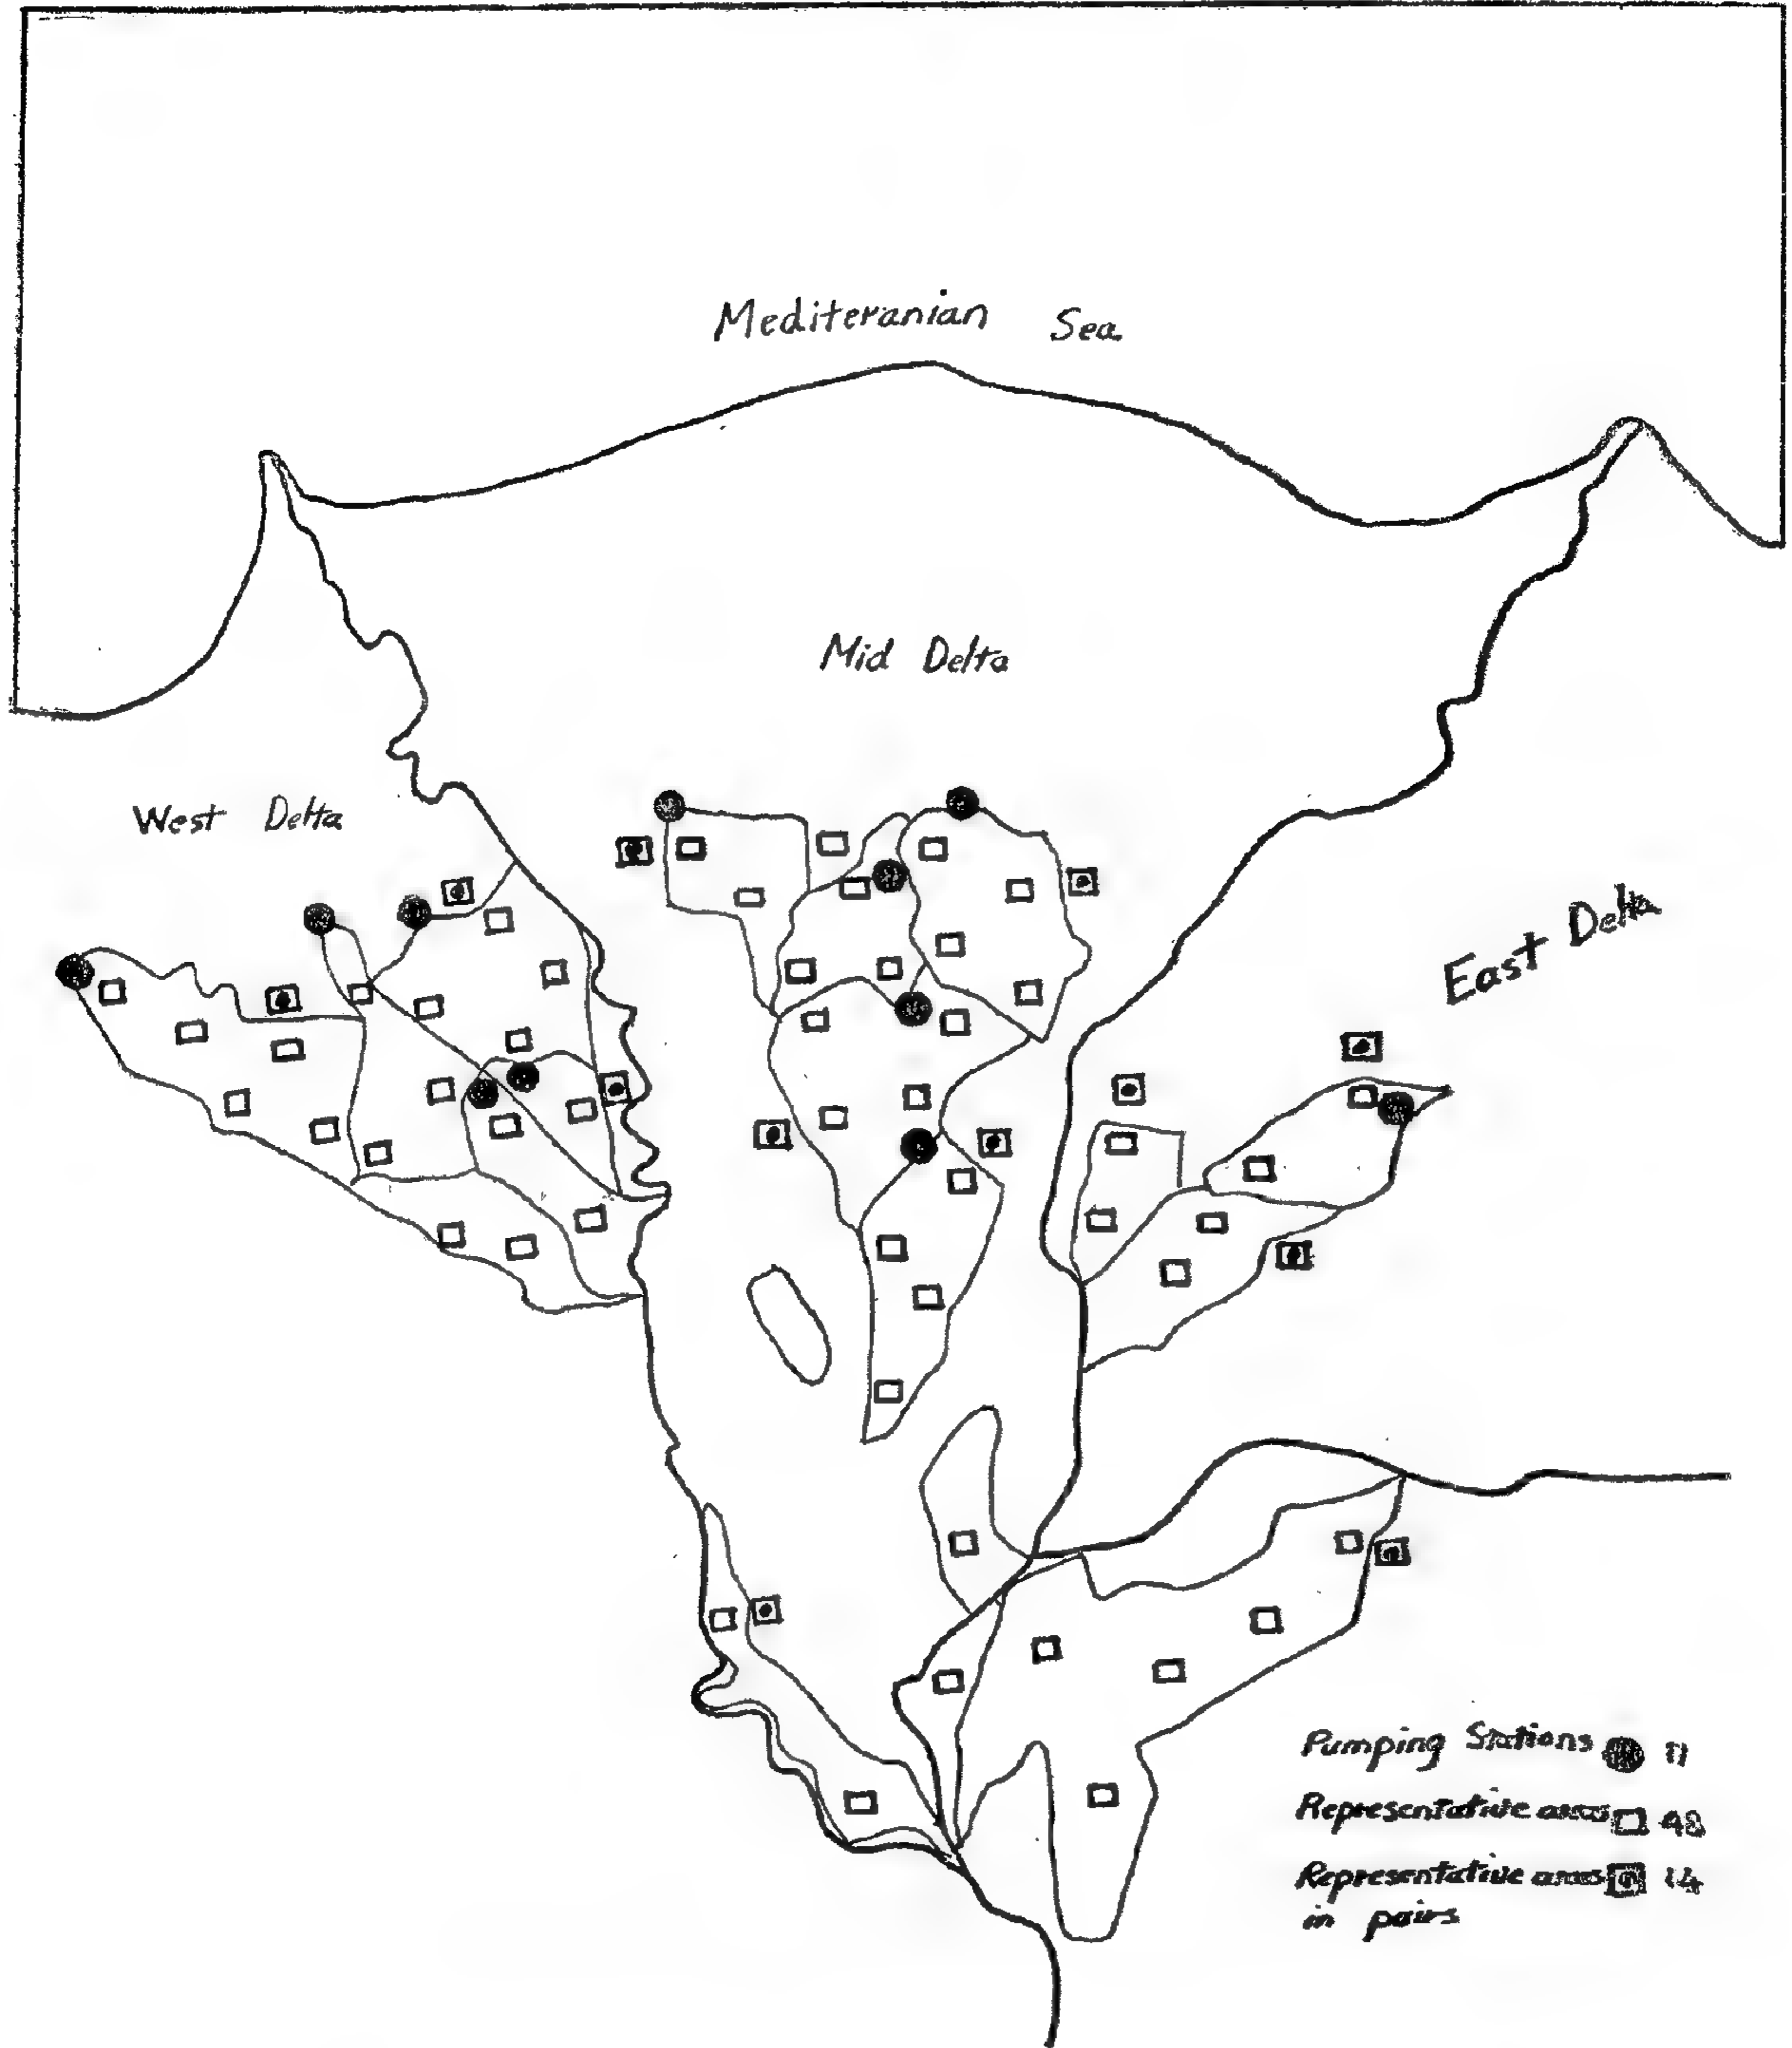 Mediteranian Sea
Mid Delta
West Delta
East Delta
Pumping Stations 11
Representative areas 48
Representative areas 14
in pairs